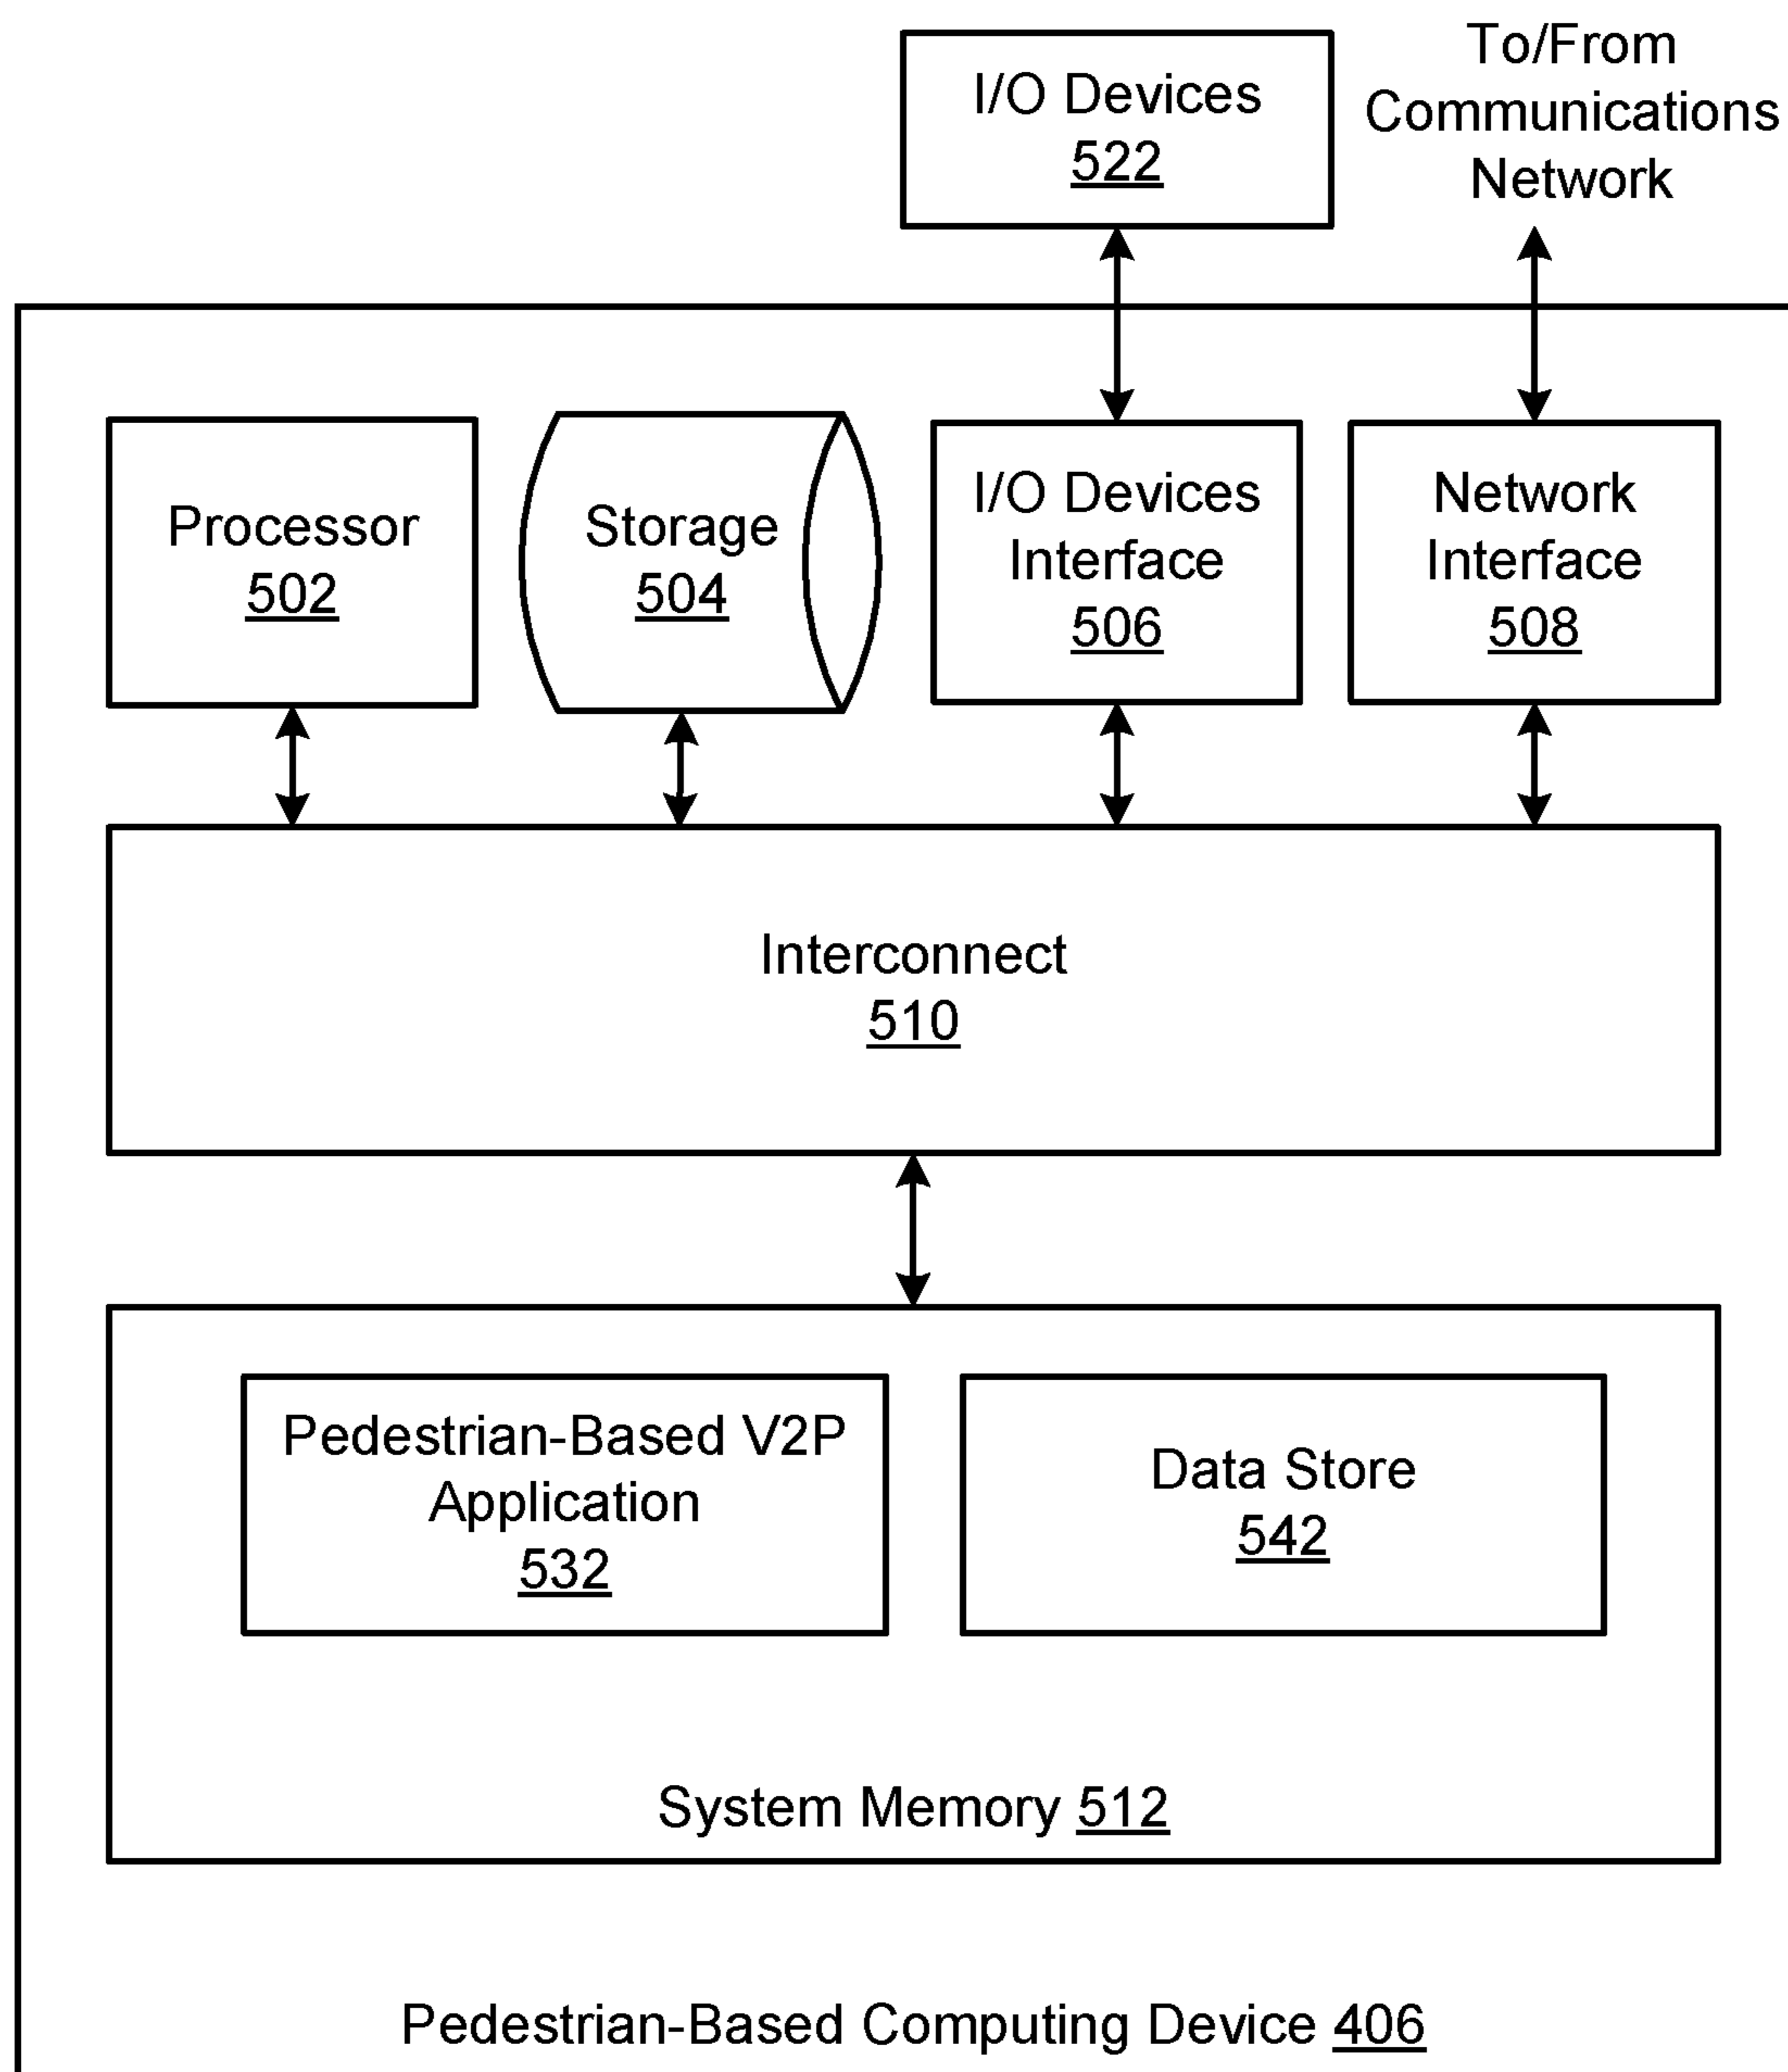 I/O Devices
522
To/From
Communications
Network
Processor
502
Storage
504
I/O Devices
Interface
506
Network
Interface
508
Interconnect
510
Pedestrian-Based V2P
Application
532
Data Store
542
System Memory 512
Pedestrian-Based Computing Device 406